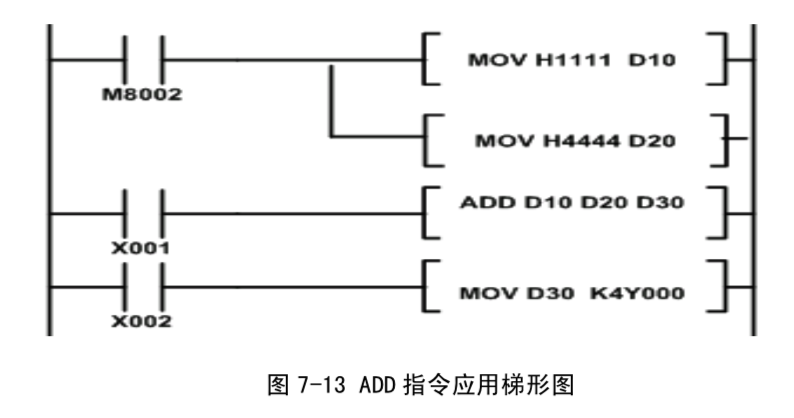 MOV H1111 D10
M8002
MOV H4444 D20
ADD D10 D20 D30
X001
MOV D30 K4Y000
X002
图 7-13 ADD 指令应用梯形图